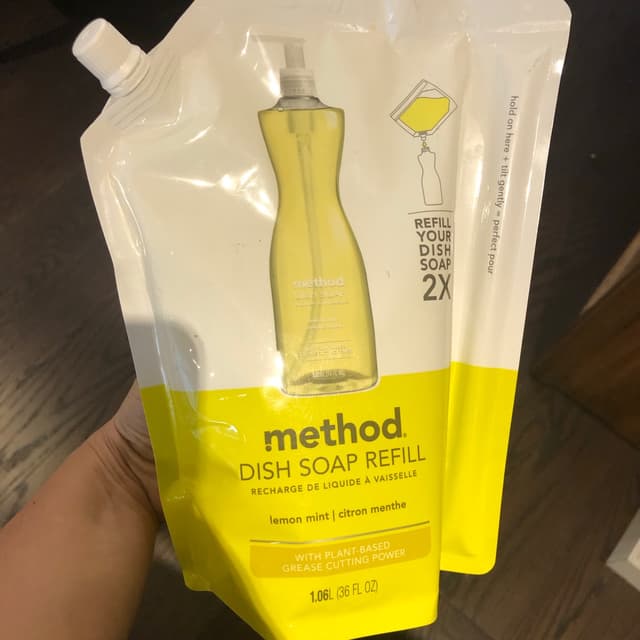 method
REFILL
YOUR
DISH
SOAP
2X
hold on here + tilt gently = perfect pour
method
DISH SOAP REFILL
RECHARGE DE LIQUIDE À VAISSELLE
lemon mint | citron menthe
WITH PLANT-BASED
GREASE CUTTING POWER
1.06L (36 FL OZ)